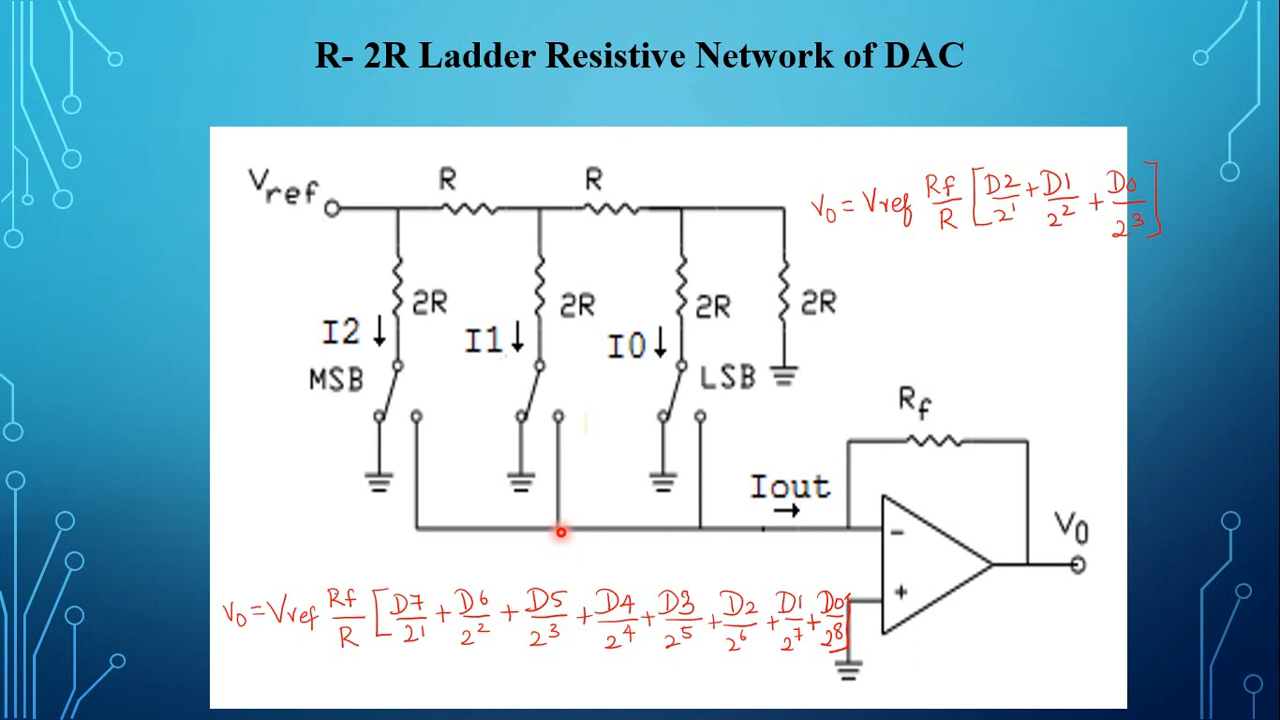 R- 2R Ladder Resistive Network of DAC
Vref
R
R
V0 = Vref Rf/R [D2/2^1 + D1/2^2 + D0/2^3]
2R
2R
2R
2R
I2
I1
I0
MSB
LSB
Rf
Iout
-
+
V0
V0 = Vref Rf/R [D7/2^1 + D6/2^2 + D5/2^3 + D4/2^4 + D3/2^5 + D2/2^6 + D1/2^7 + D0/2^8]